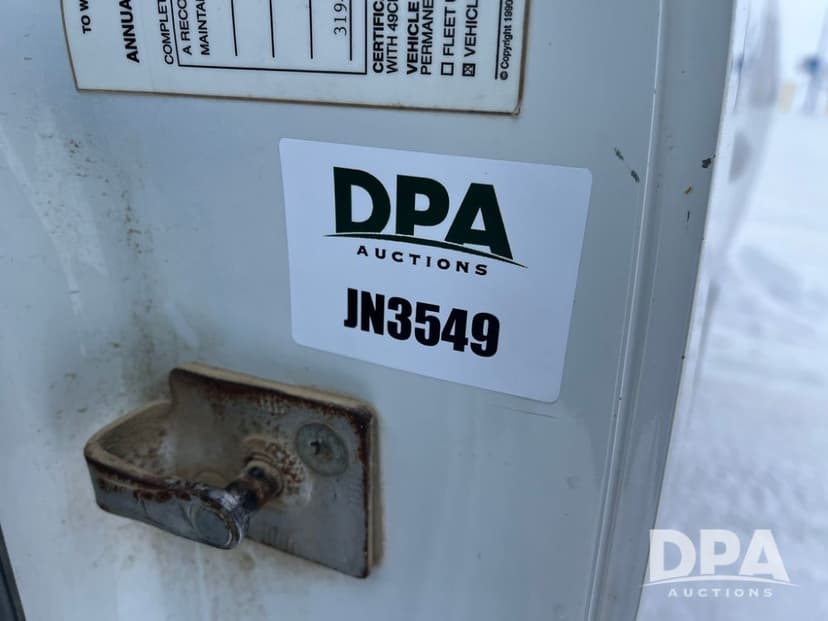 TO W
ANNUA
COMPLET
A RECO
MAINTAI
319
CERTIFIC
WITH 49C
VEHICLE
PERMANE
FLEET
VEHICL
© Copyright 1990
DPA
AUCTIONS
JN3549
DPA
AUCTIONS